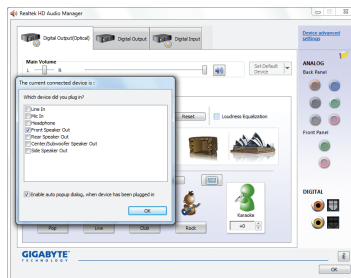 Realtek HD Audio Manager
Digital Output(Optical)
Digital Output
Digital Input
Device advanced settings
Main Volume
L
R
Set Default Device
ANALOG
Back Panel
The current connected device is :
Which device did you plug in?
Line In
Mic In
Headphone
Front Speaker Out
Rear Speaker Out
Center/Subwoofer Speaker Out
Side Speaker Out
Enable auto popup dialog, when device has been plugged in
OK
Reset
Loudness Equalization
Front Panel
Karaoke
+0
Pop
Live
Club
Rock
DIGITAL
GIGABYTE
TECHNOLOGY
OK